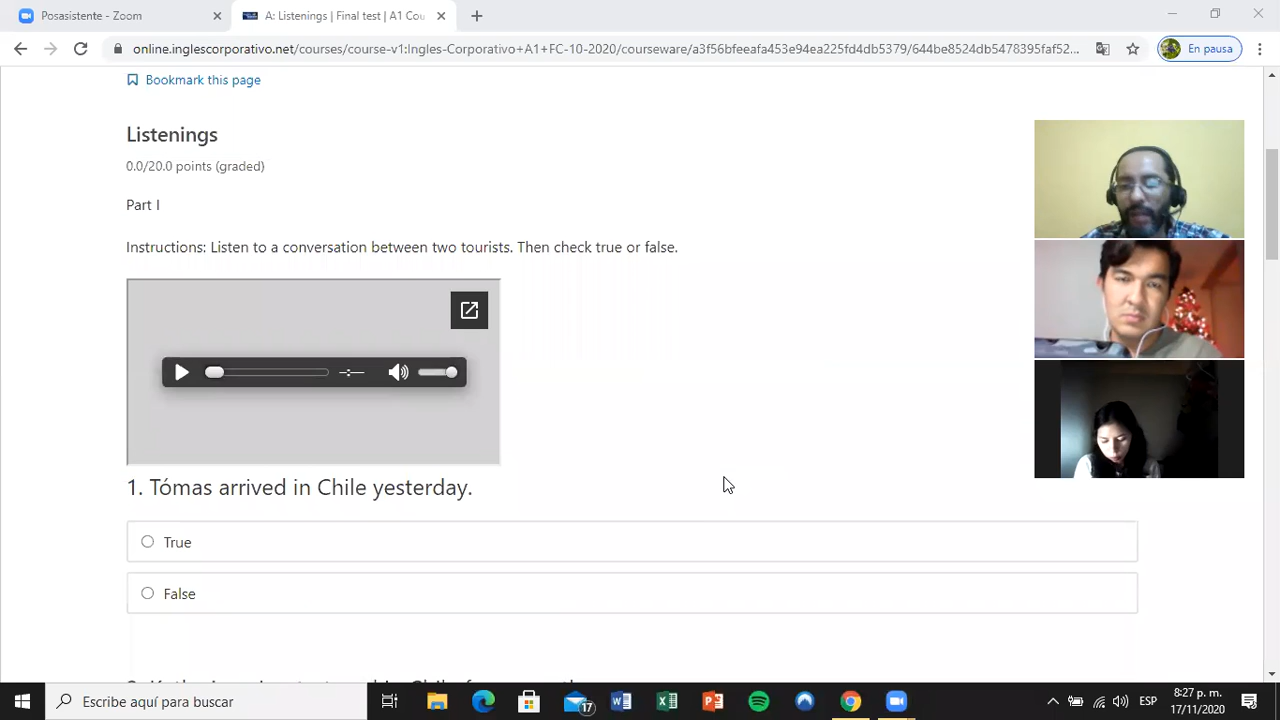 Posasistente - Zoom
A: Listenings | Final test | A1 Cou
online.inglescorporativo.net/courses/course-v1:Ingles-Corporativo+A1+FC-10-2020/courseware/a3f56bfeefa453e94ea225fd4db5379/644be8524db5478395faf52...
En pausa
Bookmark this page
Listenings
0.0/20.0 points (graded)
Part I
Instructions: Listen to a conversation between two tourists. Then check true or false.
-:--
1. Tómas arrived in Chile yesterday.
True
False
Escribe aquí para buscar
17
ESP
8:27 p. m.
17/11/2020